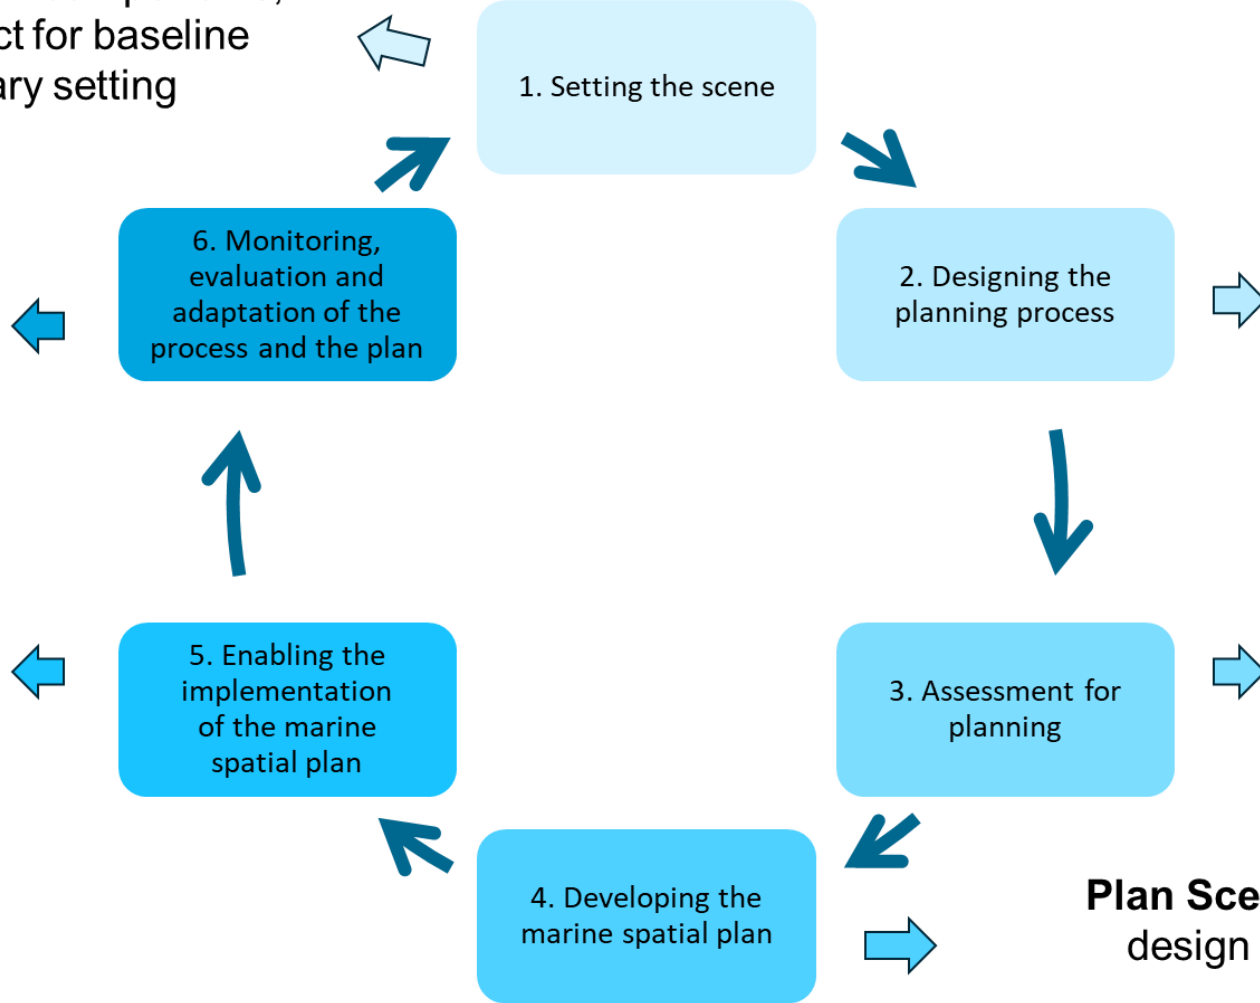 ct for baseline
ary setting
1. Setting the scene
2. Designing the
planning process
3. Assessment for
planning
4. Developing the
marine spatial plan
5. Enabling the
implementation
of the marine
spatial plan
6. Monitoring,
evaluation and
adaptation of the
process and the plan
Plan Sce
design